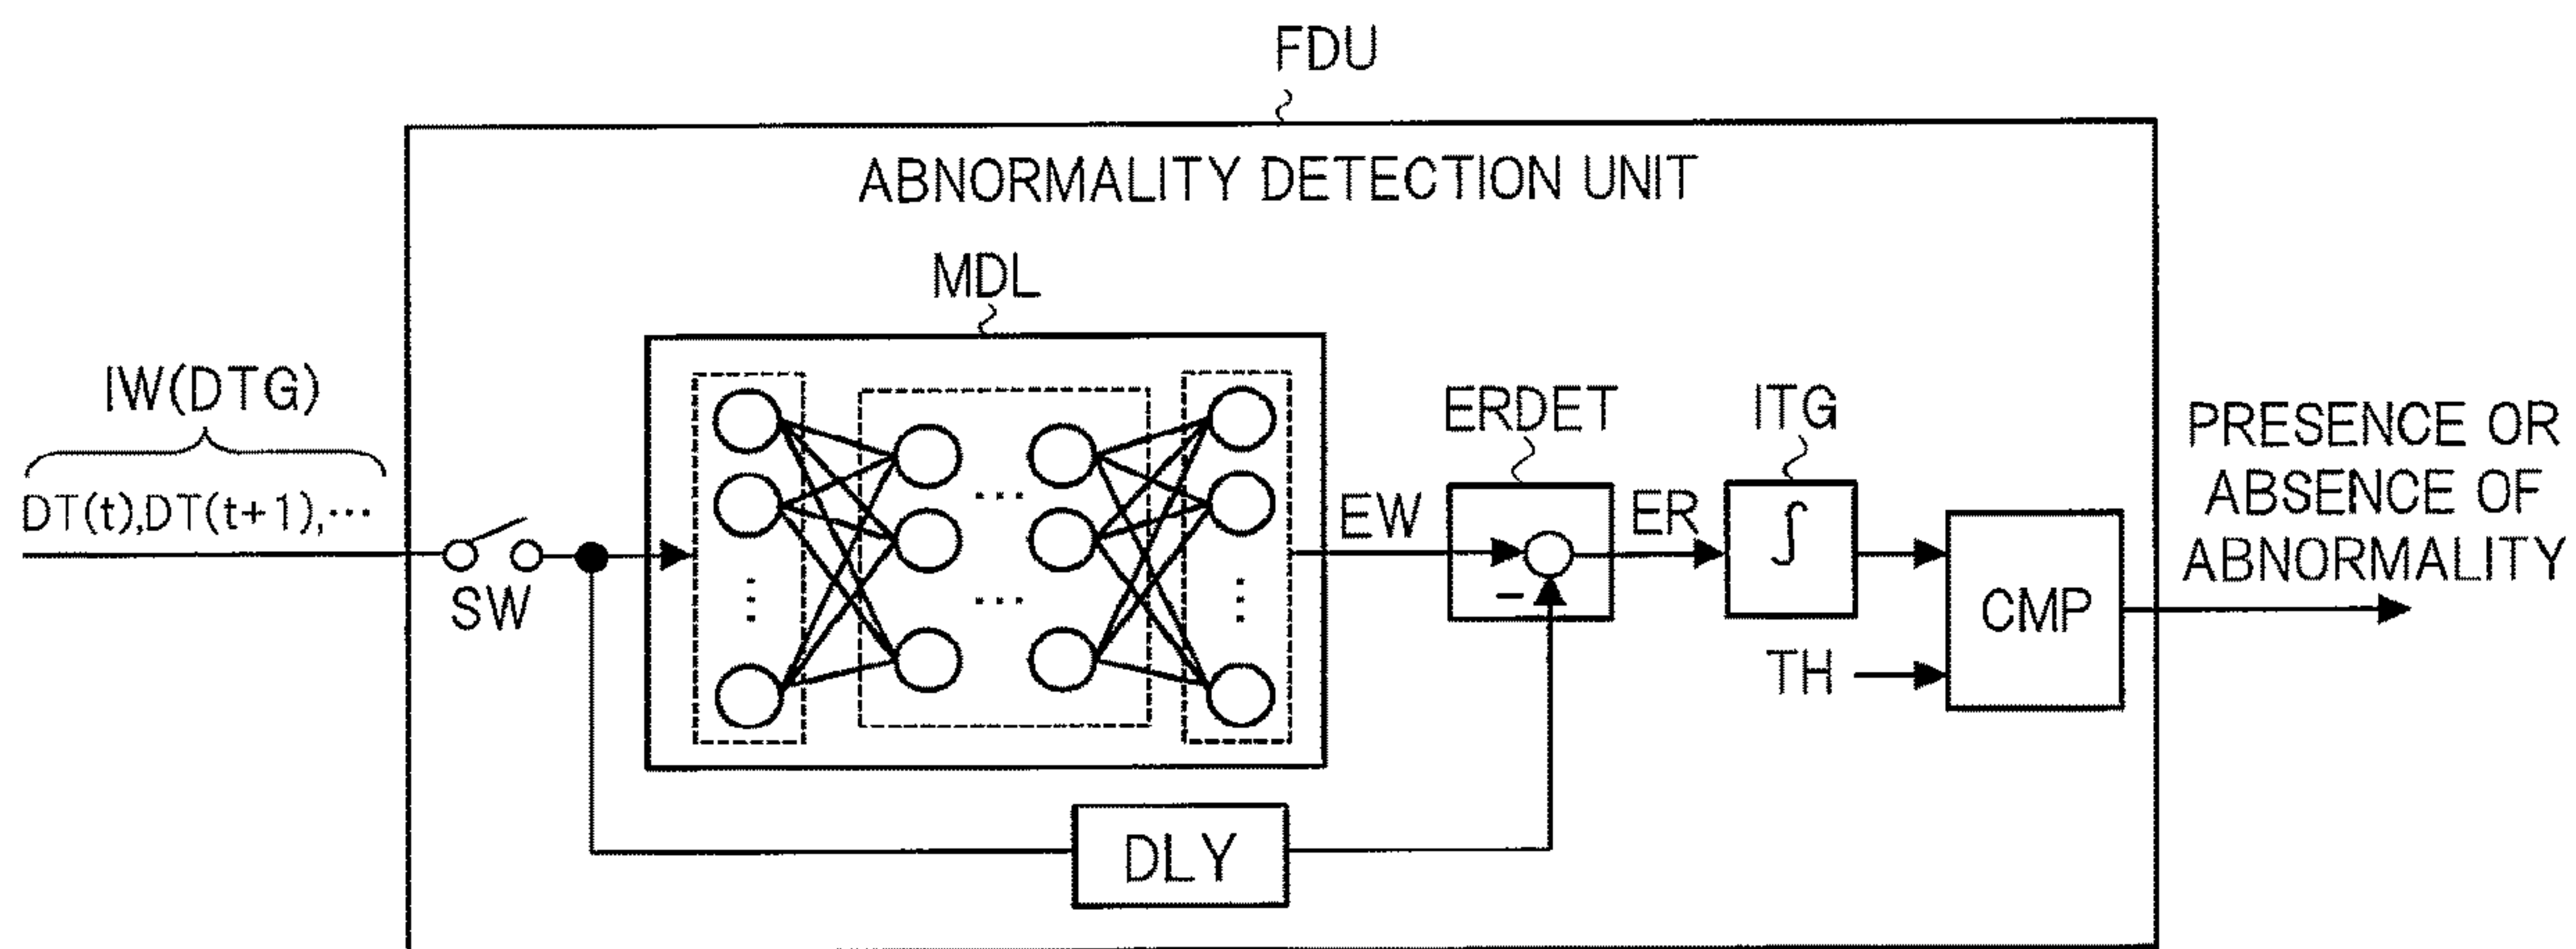 FDU
ABNORMALITY DETECTION UNIT
MDL
IW(DTG)
DT(t),DT(t+1),···
SW
EW
ERDET
-
ER
ITG
∫
TH
CMP
DLY
PRESENCE OR
ABSENCE OF
ABNORMALITY